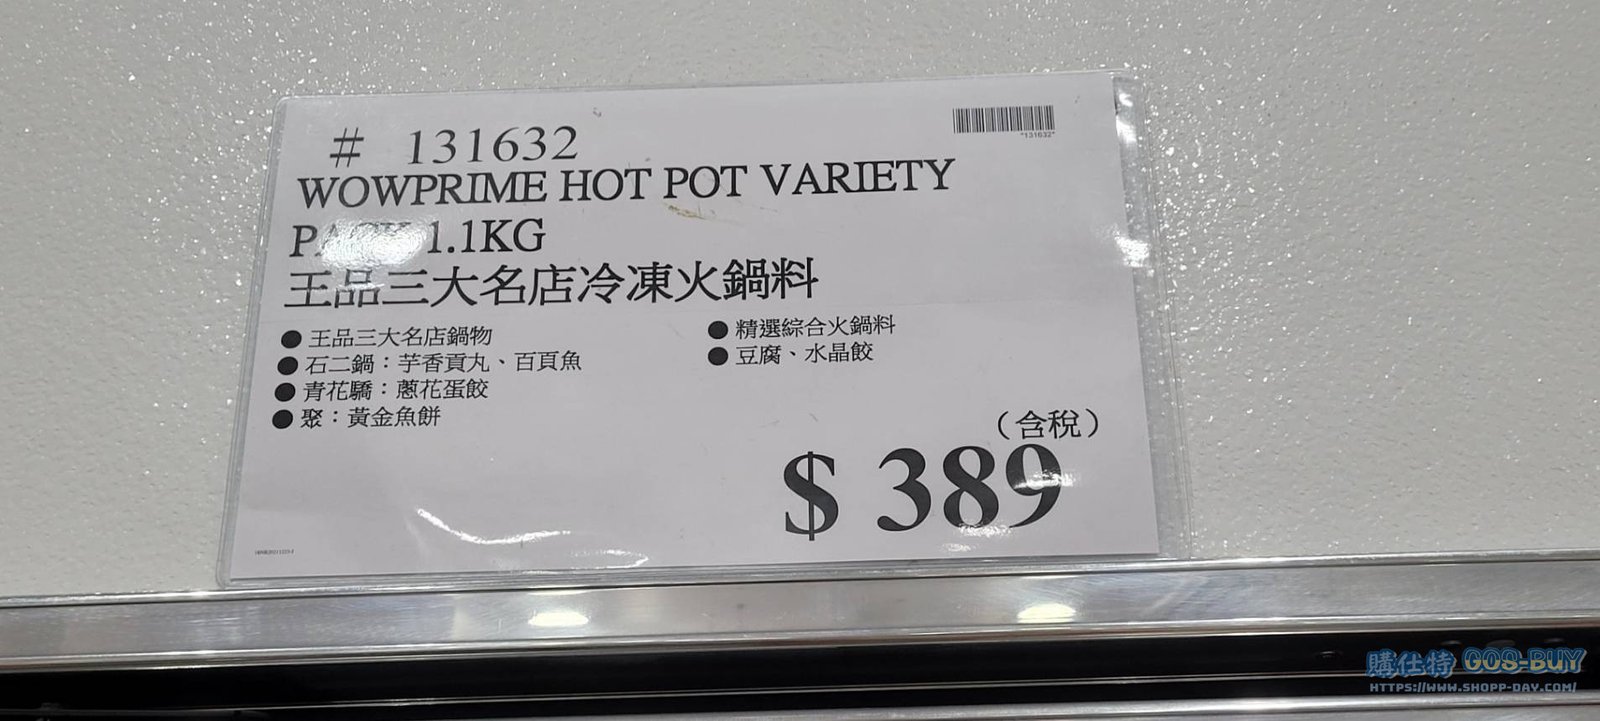 # 131632
*131632*
WOWPRIME HOT POT VARIETY
PACK 1.1KG
王品三大名店冷凍火鍋料
● 王品三大名店鍋物
● 石二鍋：芋香貢丸、百頁魚
● 青花驕：蔥花蛋餃
● 聚：黃金魚餅
● 精選綜合火鍋料
● 豆腐、水晶餃
（含稅）
$ 389
購仕特 GOS-BUY
HTTPS://WWW.SHOPP-DAY.COM/